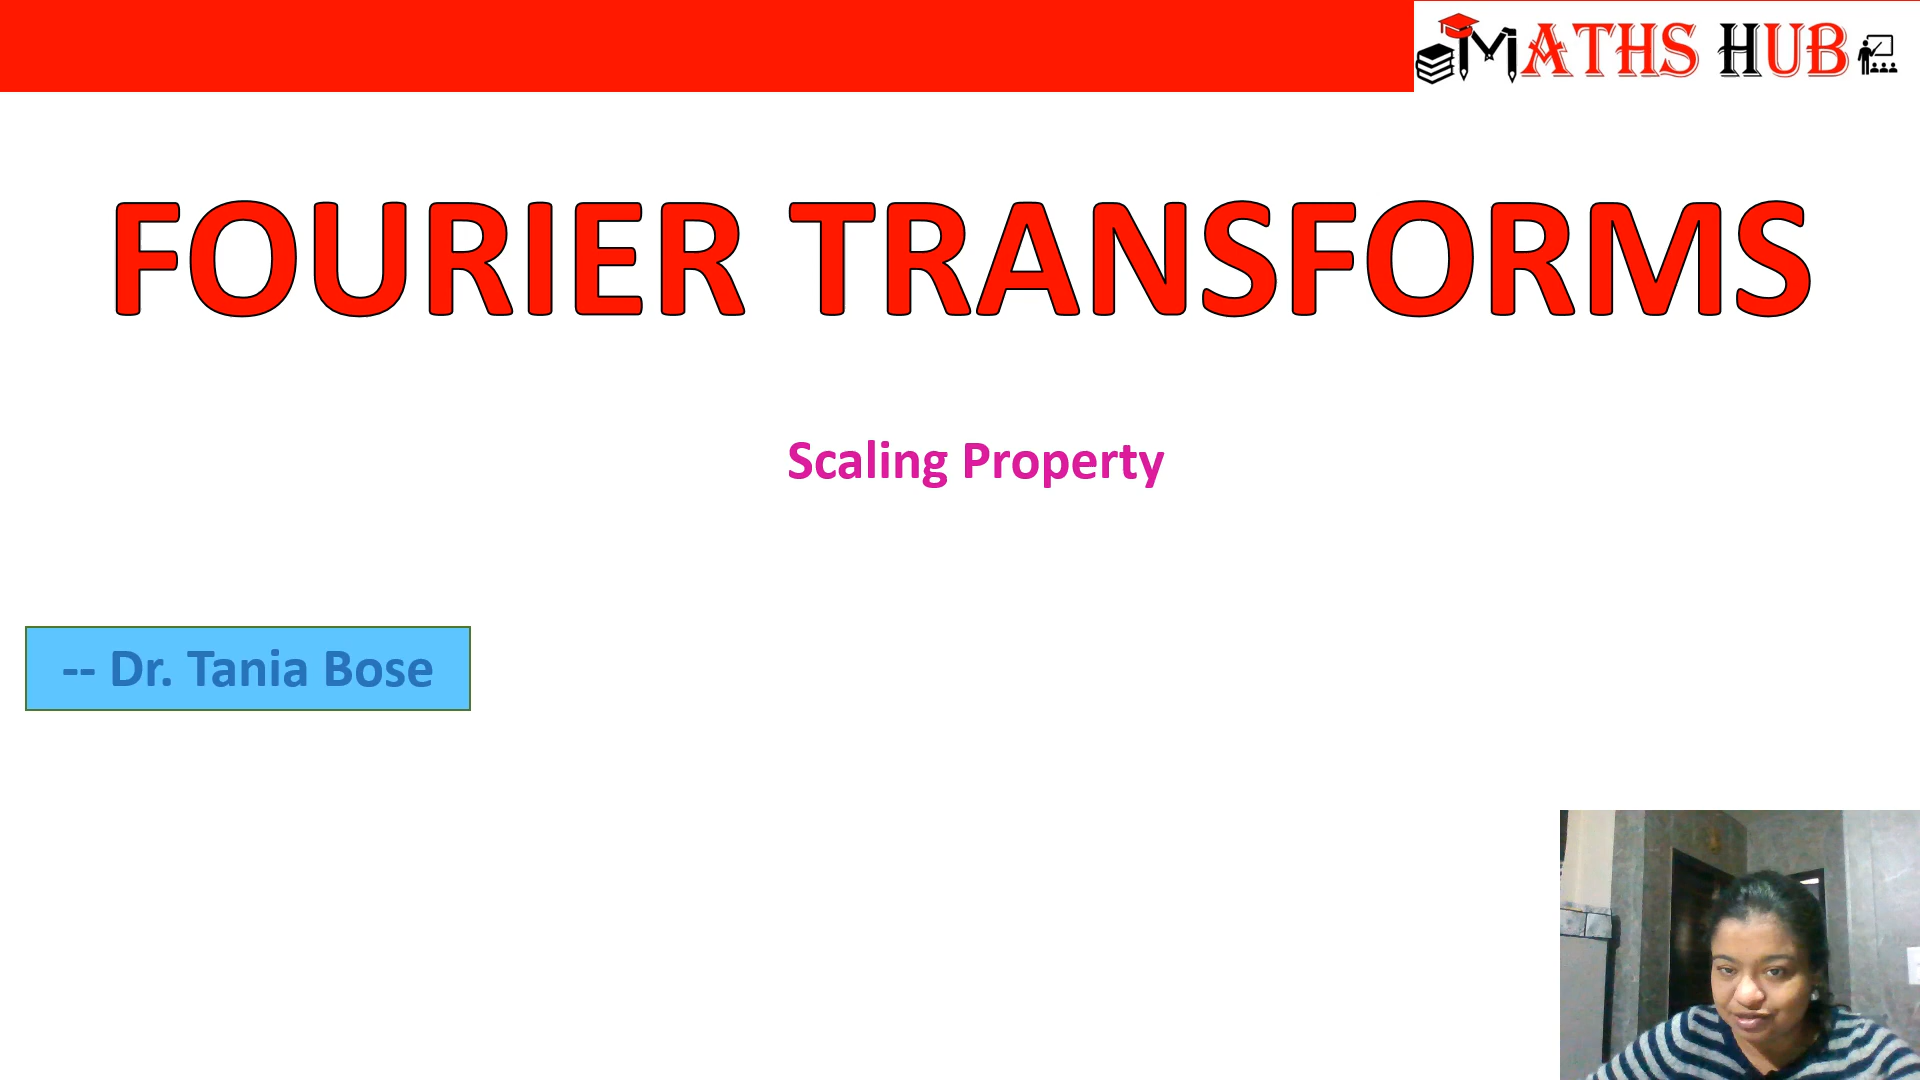 MATHS HUB
FOURIER TRANSFORMS
Scaling Property
-- Dr. Tania Bose